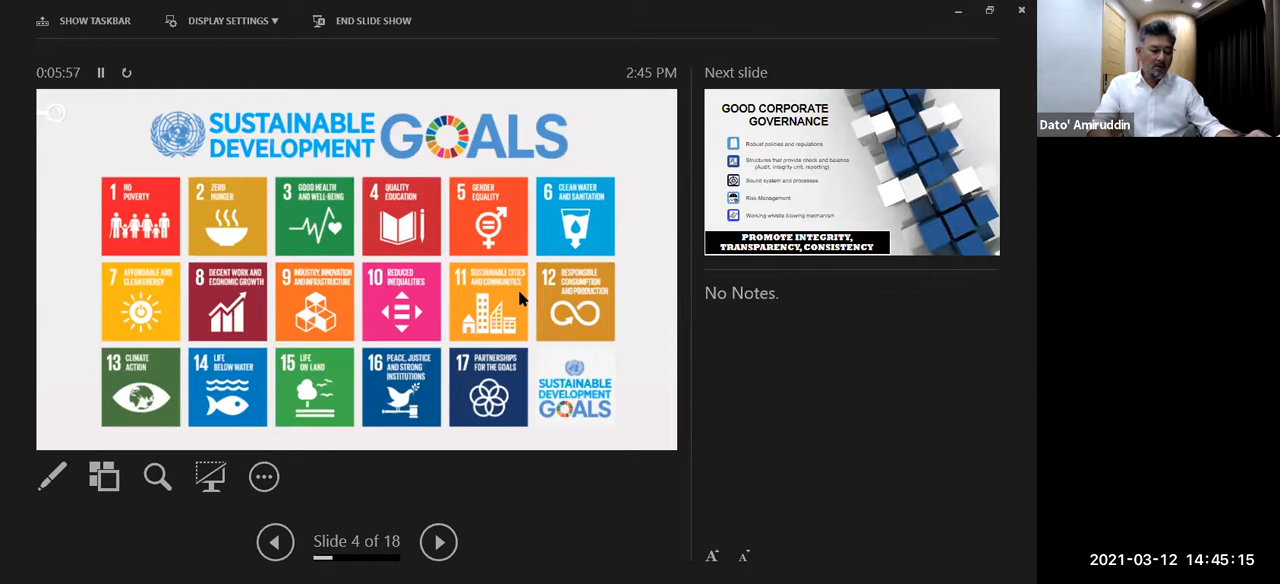 SHOW TASKBAR
DISPLAY SETTINGS ▼
END SLIDE SHOW
0:05:57
2:45 PM
Next slide
SUSTAINABLE
DEVELOPMENT
GOALS
1 NO
POVERTY
2 ZERO
HUNGER
3 GOOD HEALTH
AND WELL-BEING
4 QUALITY
EDUCATION
5 GENDER
EQUALITY
6 CLEAN WATER
AND SANITATION
7 AFFORDABLE AND
CLEAN ENERGY
8 DECENT WORK AND
ECONOMIC GROWTH
9 INDUSTRY, INNOVATION
AND INFRASTRUCTURE
10 REDUCED
INEQUALITIES
11 SUSTAINABLE CITIES
AND COMMUNITIES
12 RESPONSIBLE
CONSUMPTION
AND PRODUCTION
13 CLIMATE
ACTION
14 LIFE
BELOW WATER
15 LIFE
ON LAND
16 PEACE, JUSTICE
AND STRONG
INSTITUTIONS
17 PARTNERSHIPS
FOR THE GOALS
SUSTAINABLE
DEVELOPMENT
GOALS
GOOD CORPORATE
GOVERNANCE
Robust policies and regulations
Structures that provide check and balance
(Audit, Integrity unit, reporting)
Sound system and processes
Risk Management
Working whistle blowing mechanism
PROMOTE INTEGRITY,
TRANSPARENCY, CONSISTENCY
No Notes.
Slide 4 of 18
A A
Dato' Amiruddin
2021-03-12 14:45:15